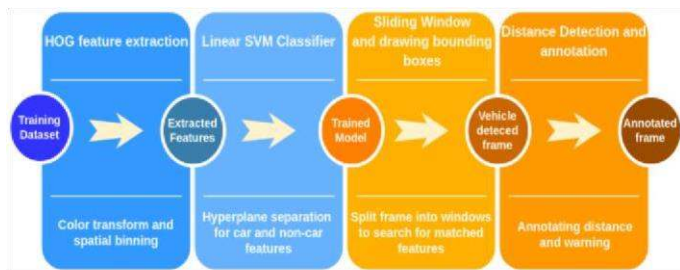 HOG feature extraction
Linear SVM Classifier
Sliding Window
and drawing bounding
boxes
Distance Detection and
annotation
Training
Dataset
Extracted
Features
Trained
Model
Vehicle
deteced
frame
Annotated
frame
Color transform and
spatial binning
Hyperplane separation
for car and non-car
features
Split frame into windows
to search for matched
features
Annotating distance
and warning